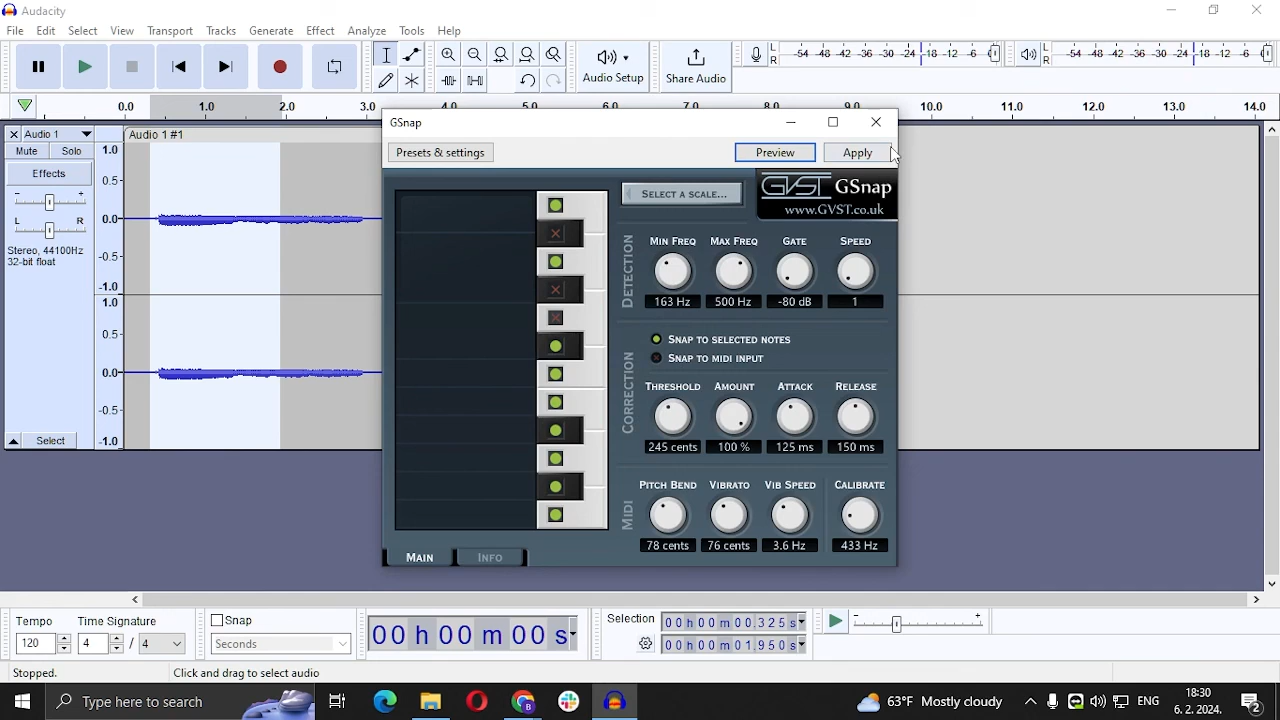 Audacity
File Edit Select View Transport Tracks Generate Effect Analyze Tools Help
Audio Setup
Share Audio
L
R
-54 -48 -42 -36 -30 -24 -18 -12 -6
L
R
-54 -48 -42 -36 -30 -24 -18 -12 -6
0.0 1.0 2.0 3.0 4.0 5.0 6.0 7.0 8.0 9.0 10.0 11.0 12.0 13.0 14.0
GSnap
Presets & settings Preview Apply
Audio 1
Mute Solo
Effects
- +
L R
Stereo, 44100Hz
32-bit float
Select
1.0
0.5
0.0
-0.5
-1.0
1.0
0.5
0.0
-0.5
-1.0
Audio 1 #1
SELECT A SCALE...
GVST GSnap
www.GVST.co.uk
DETECTION
MIN FREQ MAX FREQ GATE SPEED
163 Hz 500 Hz -80 dB 1
CORRECTION
SNAP TO SELECTED NOTES
SNAP TO MIDI INPUT
THRESHOLD AMOUNT ATTACK RELEASE
245 cents 100 % 125 ms 150 ms
MIDI
PITCH BEND VIBRATO VIB SPEED CALIBRATE
78 cents 76 cents 3.6 Hz 433 Hz
MAIN INFO
Tempo Time Signature
120 4 / 4
Snap
Seconds
00 h 00 m 00 s
Selection
00 h 00 m 00.325 s
00 h 00 m 01.950 s
- +
Stopped. Click and drag to select audio
Type here to search
63°F Mostly cloudy
ENG
18:30
6. 2. 2024.
2